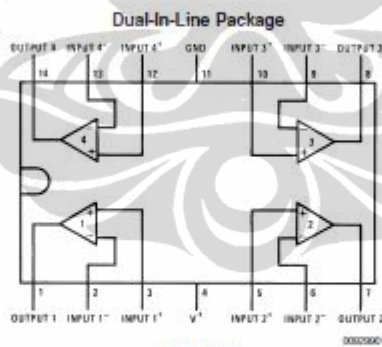 Dual-In-Line Package
OUTPUT 4 INPUT 4⁻ INPUT 4⁺ GND INPUT 3⁺ INPUT 3⁻ OUTPUT 3
14 13 12 11 10 9 8
4 - +
- + 3
1 + -
+ - 2
1 2 3 4 5 6 7
OUTPUT 1 INPUT 1⁻ INPUT 1⁺ V⁺ INPUT 2⁺ INPUT 2⁻ OUTPUT 2